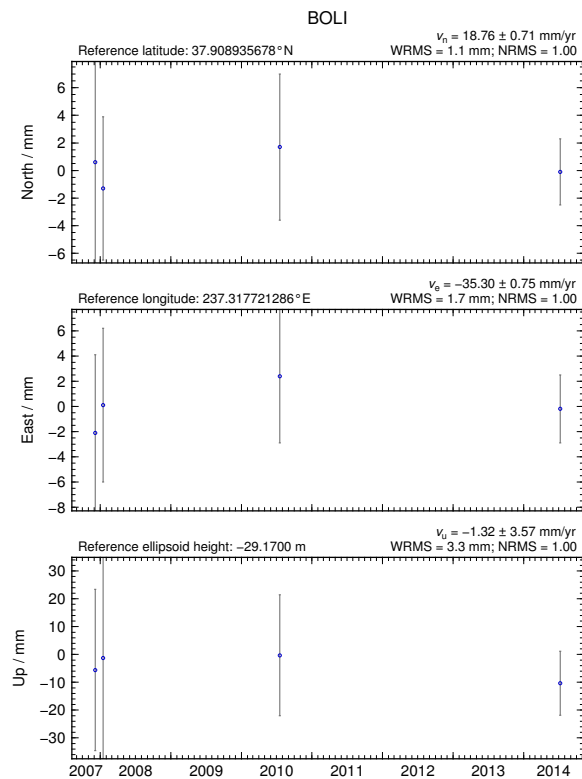 BOLI
vn = 18.76 ± 0.71 mm/yr
Reference latitude: 37.908935678°N WRMS = 1.1 mm; NRMS = 1.00
6
4
2
0
−2
−4
−6
North / mm
ve = −35.30 ± 0.75 mm/yr
Reference longitude: 237.317721286°E WRMS = 1.7 mm; NRMS = 1.00
6
4
2
0
−2
−4
−6
−8
East / mm
vu = −1.32 ± 3.57 mm/yr
Reference ellipsoid height: −29.1700 m WRMS = 3.3 mm; NRMS = 1.00
30
20
10
0
−10
−20
−30
Up / mm
2007 2008 2009 2010 2011 2012 2013 2014